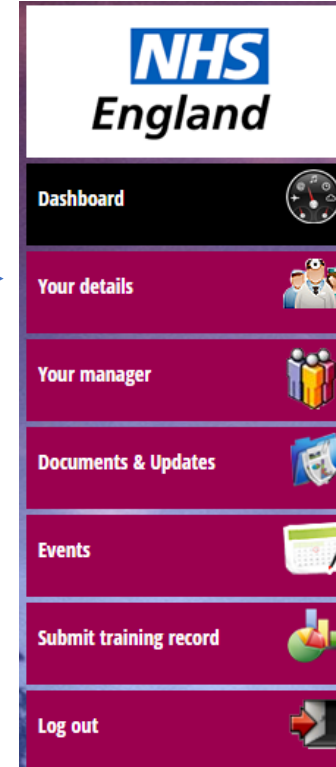 NHS
England
Dashboard
Your details
Your manager
Documents & Updates
Events
Submit training record
Log out